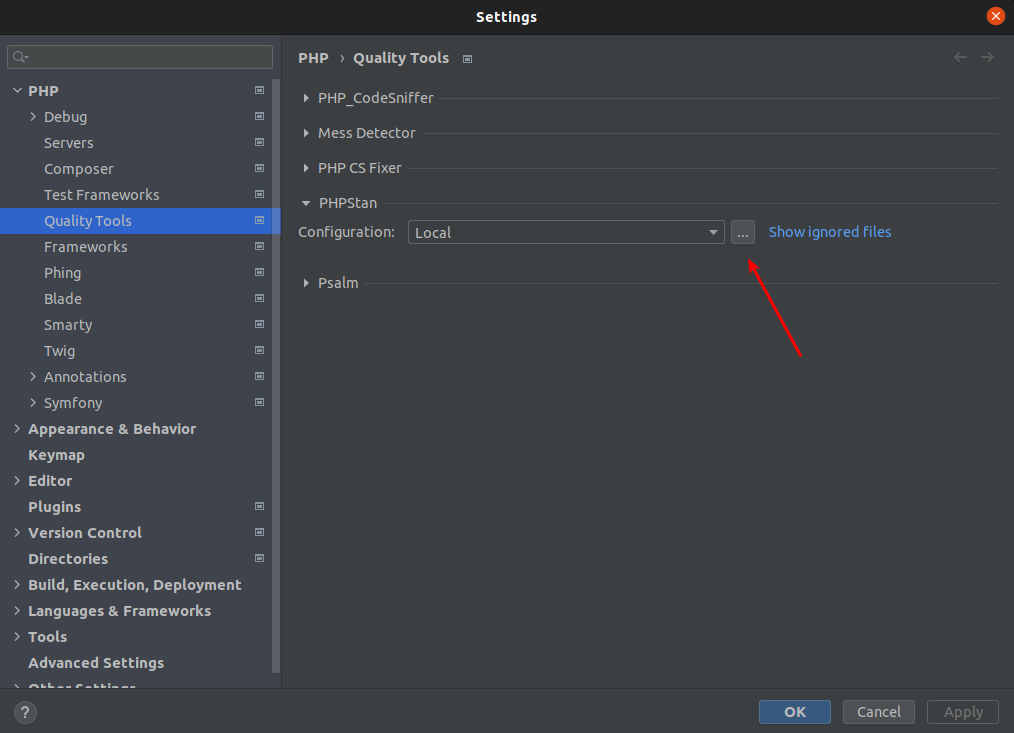 Settings
PHP
Debug
Servers
Composer
Test Frameworks
Quality Tools
Frameworks
Phing
Blade
Smarty
Twig
Annotations
Symfony
Appearance & Behavior
Keymap
Editor
Plugins
Version Control
Directories
Build, Execution, Deployment
Languages & Frameworks
Tools
Advanced Settings
Other Settings
PHP › Quality Tools
PHP_CodeSniffer
Mess Detector
PHP CS Fixer
PHPStan
Configuration: Local ... Show ignored files
Psalm
? OK Cancel Apply